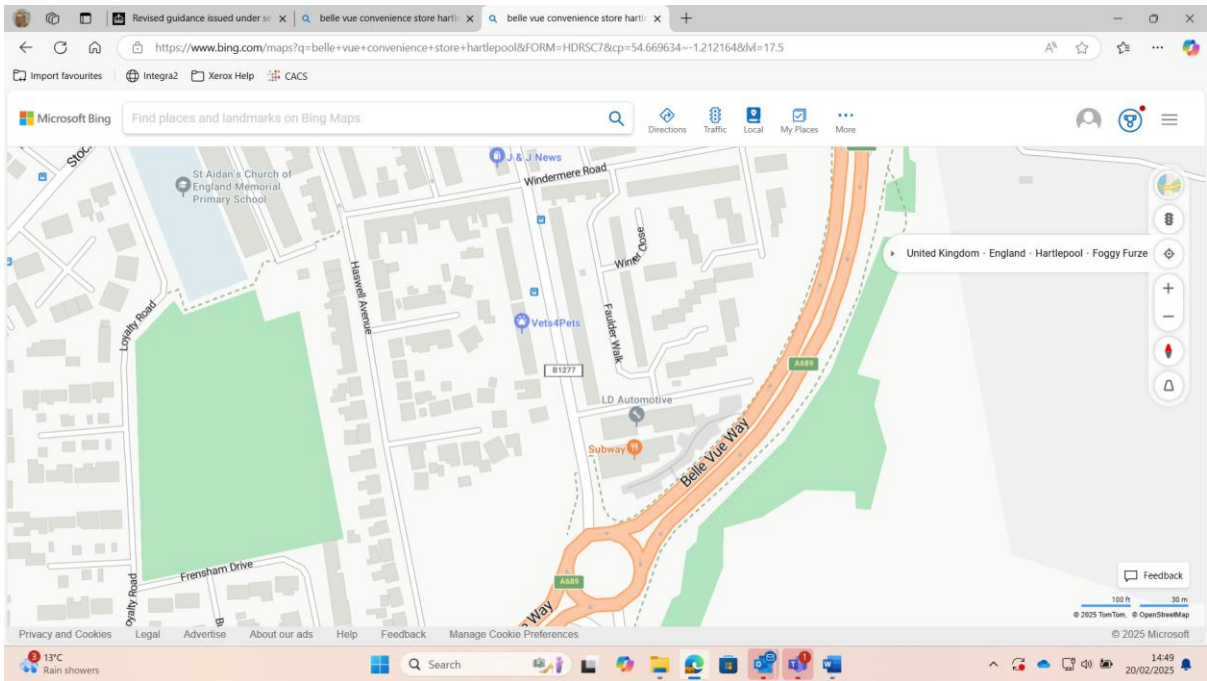 Revised guidance issued under se
belle vue convenience store hartle
belle vue convenience store hartle
https://www.bing.com/maps?q=belle+vue+convenience+store+hartlepool&FORM=HDRSC7&cp=54.669634~-1.212164&lvl=17.5
Import favourites Integra2 Xerox Help CACS
Microsoft Bing
Find places and landmarks on Bing Maps
Directions Traffic Local My Places More
J & J News
Windermere Road
St Aidan's Church of
England Memorial
Primary School
Haswell Avenue
Winter Close
United Kingdom - England - Hartlepool - Foggy Furze
Loyalty Road
Vets4Pets
Faulder Walk
B1277
A689
LD Automotive
Subway
Belle Vue Way
Frensham Drive
A689
Way
Feedback
100 ft 30 m
© 2025 TomTom, © OpenStreetMap
Privacy and Cookies Legal Advertise About our ads Help Feedback Manage Cookie Preferences
© 2025 Microsoft
3
13°C
Rain showers
Search
1
14:49
20/02/2025